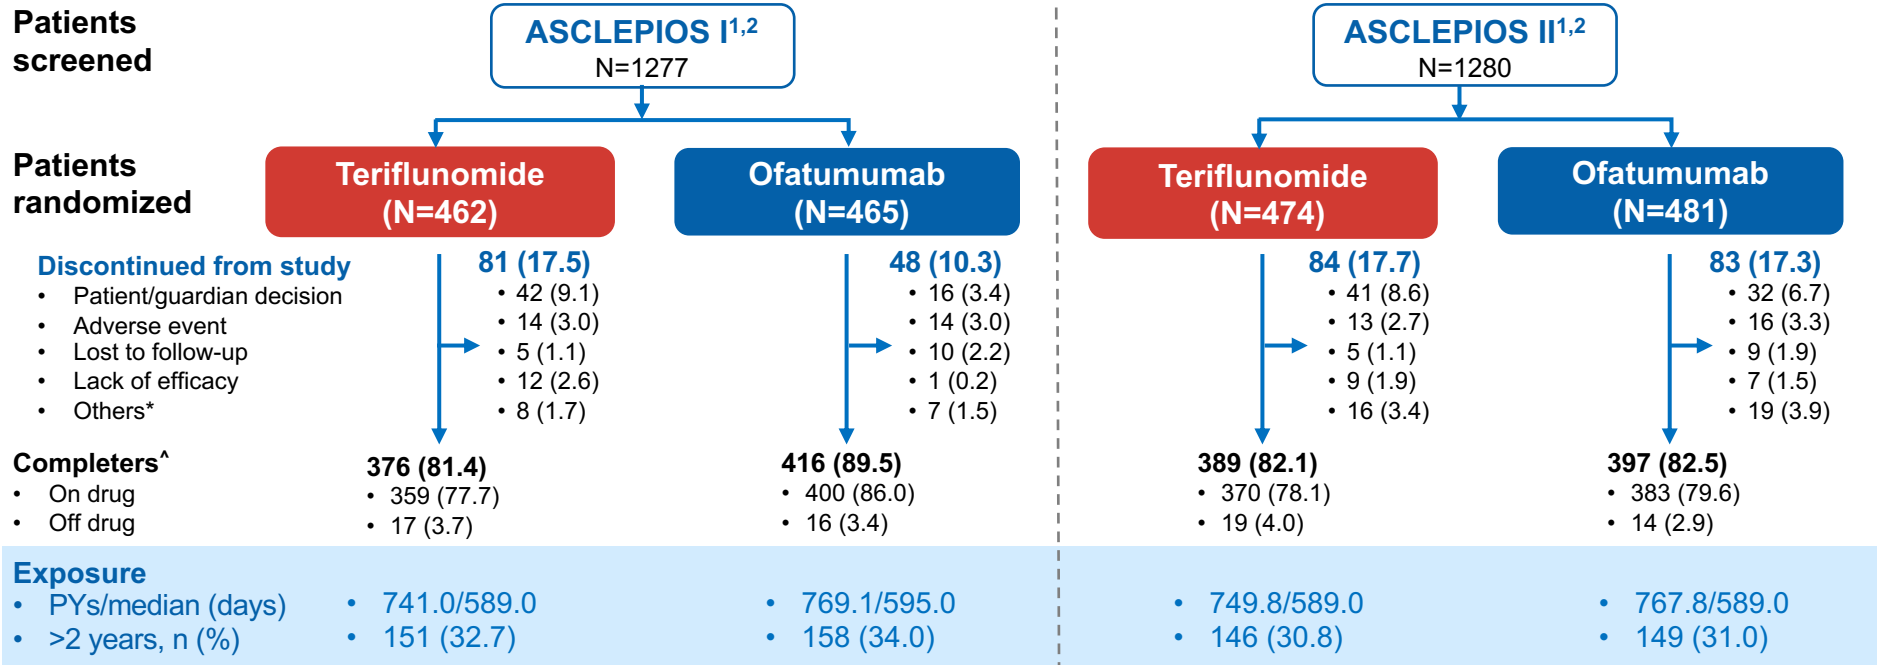 Patients
screened
ASCLEPIOS I1,2
N=1277
ASCLEPIOS II1,2
N=1280
Patients
randomized
Teriflunomide
(N=462)
Ofatumumab
(N=465)
Teriflunomide
(N=474)
Ofatumumab
(N=481)
Discontinued from study
• Patient/guardian decision
• Adverse event
• Lost to follow-up
• Lack of efficacy
• Others*
81 (17.5)
• 42 (9.1)
• 14 (3.0)
• 5 (1.1)
• 12 (2.6)
• 8 (1.7)
48 (10.3)
• 16 (3.4)
• 14 (3.0)
• 10 (2.2)
• 1 (0.2)
• 7 (1.5)
84 (17.7)
• 41 (8.6)
• 13 (2.7)
• 5 (1.1)
• 9 (1.9)
• 16 (3.4)
83 (17.3)
• 32 (6.7)
• 16 (3.3)
• 9 (1.9)
• 7 (1.5)
• 19 (3.9)
Completers^
• On drug
• Off drug
376 (81.4)
• 359 (77.7)
• 17 (3.7)
416 (89.5)
• 400 (86.0)
• 16 (3.4)
389 (82.1)
• 370 (78.1)
• 19 (4.0)
397 (82.5)
• 383 (79.6)
• 14 (2.9)
Exposure
• PYs/median (days)
• >2 years, n (%)
• 741.0/589.0
• 151 (32.7)
• 769.1/595.0
• 158 (34.0)
• 749.8/589.0
• 146 (30.8)
• 767.8/589.0
• 149 (31.0)